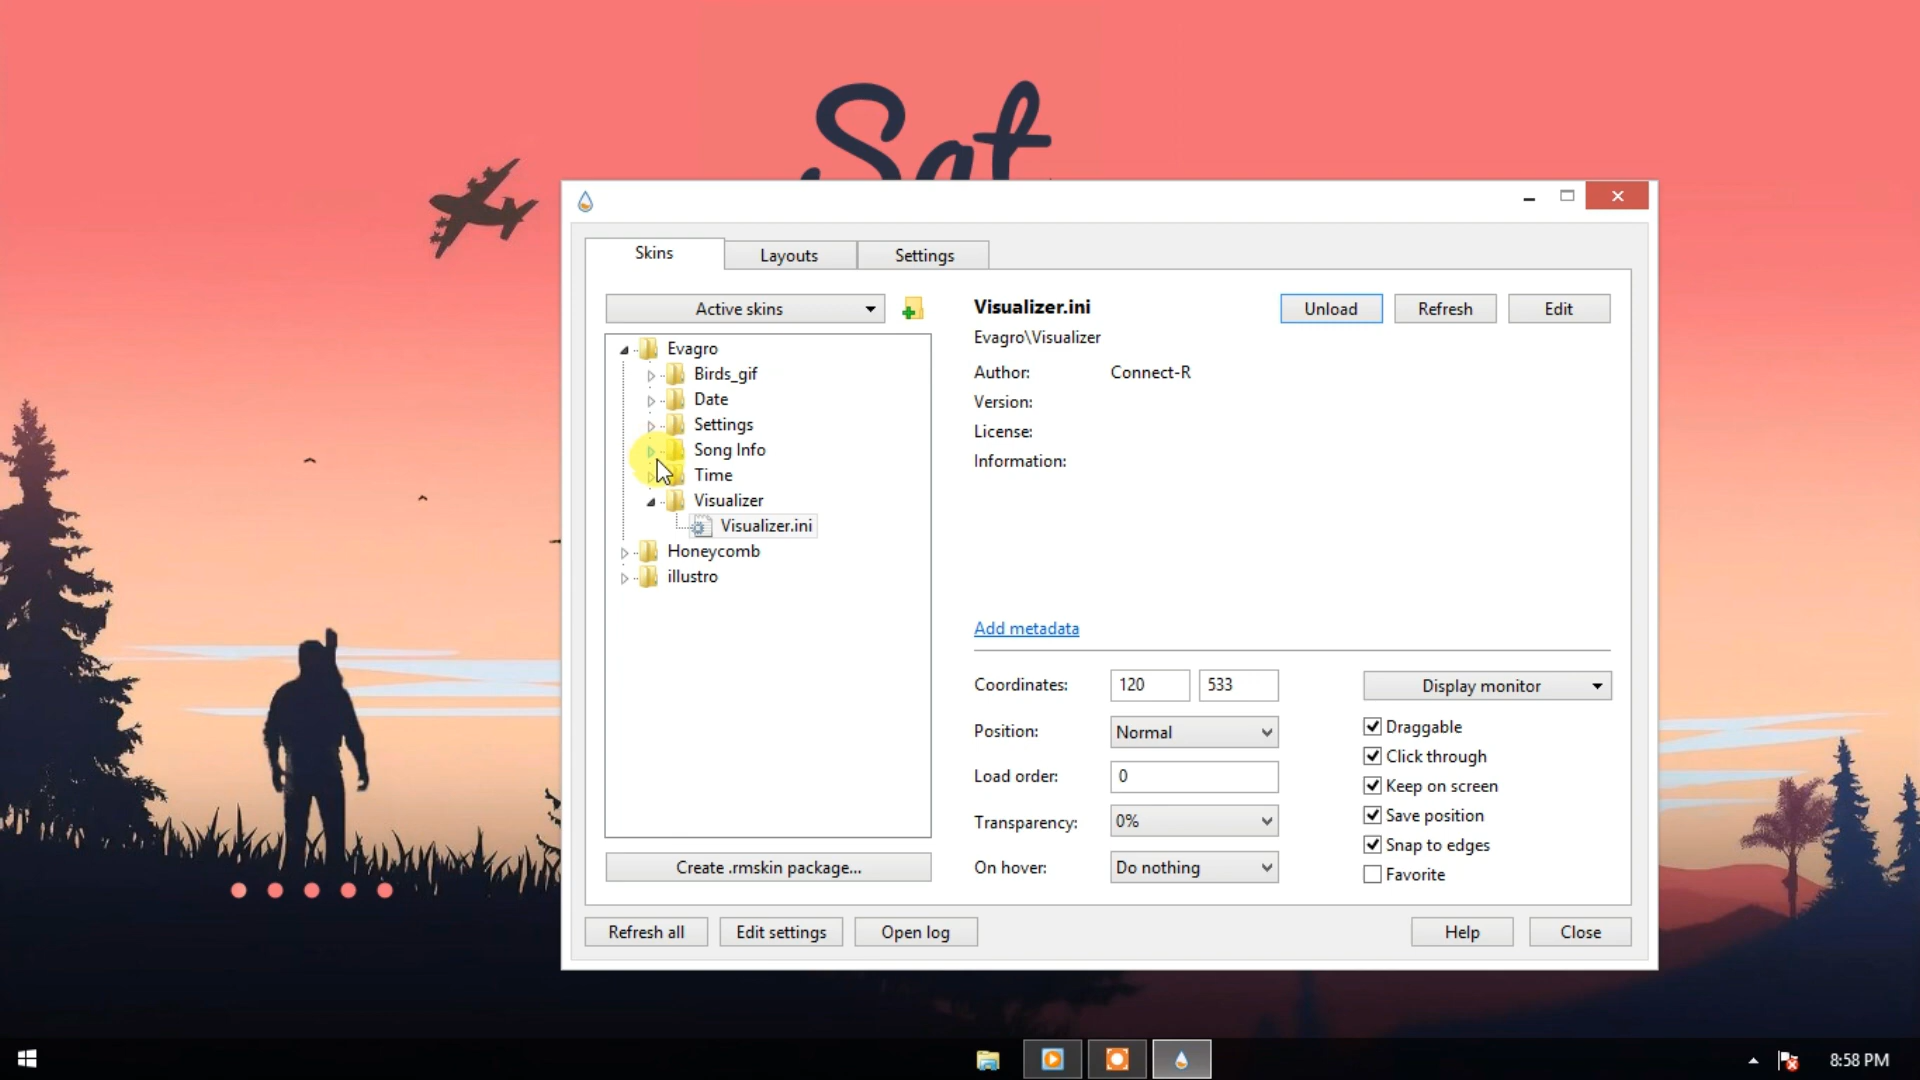 Sat
Skins
Layouts
Settings
Active skins
Evagro
Birds_gif
Date
Settings
Song Info
Time
Visualizer
Visualizer.ini
Honeycomb
illustro
Create .rmskin package...
Visualizer.ini
Unload
Refresh
Edit
Evagro\Visualizer
Author: Connect-R
Version:
License:
Information:
Add metadata
Coordinates: 120 533
Display monitor
Position: Normal
Load order: 0
Transparency: 0%
On hover: Do nothing
Draggable
Click through
Keep on screen
Save position
Snap to edges
Favorite
Refresh all
Edit settings
Open log
Help
Close
8:58 PM